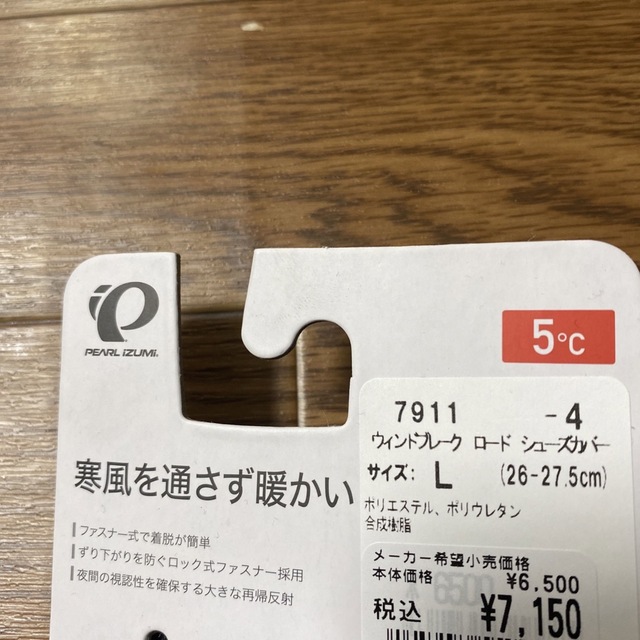 PEARL iZUMi
5℃
寒風を通さず暖かい
ファスナー式で着脱が簡単
ずり下がりを防ぐロック式ファスナー採用
夜間の視認性を確保する大きな再帰反射
7911 -4
ウィンドブレーク ロード シューズカバー
サイズ: L (26-27.5cm)
ポリエステル、ポリウレタン
合成樹脂
メーカー希望小売価格
本体価格 ¥6,500
税込 ¥7,150